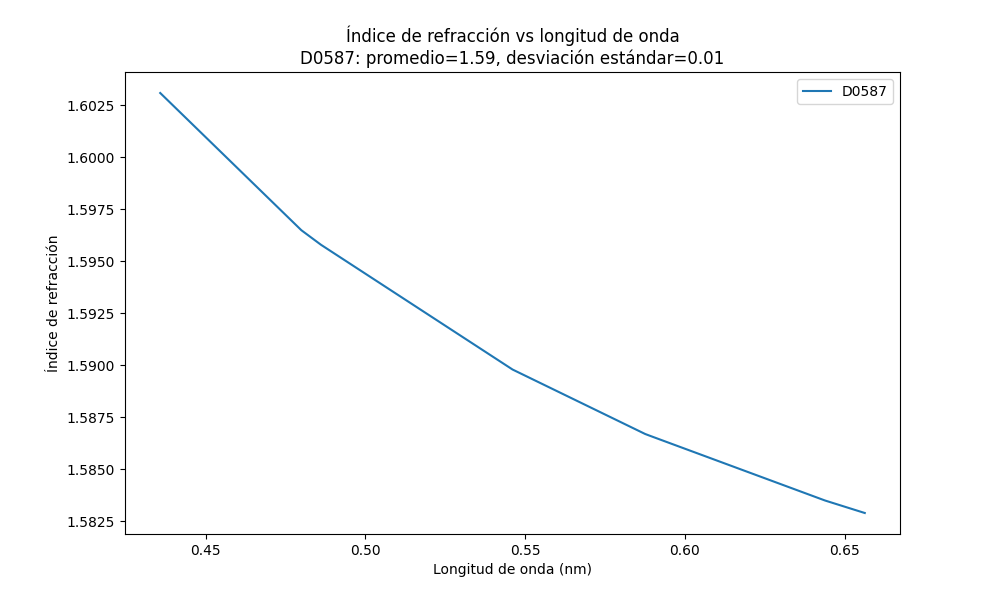 Índice de refracción vs longitud de onda
D0587: promedio=1.59, desviación estándar=0.01
D0587
1.6025
1.6000
1.5975
1.5950
1.5925
1.5900
1.5875
1.5850
1.5825
Índice de refracción
0.45 0.50 0.55 0.60 0.65
Longitud de onda (nm)